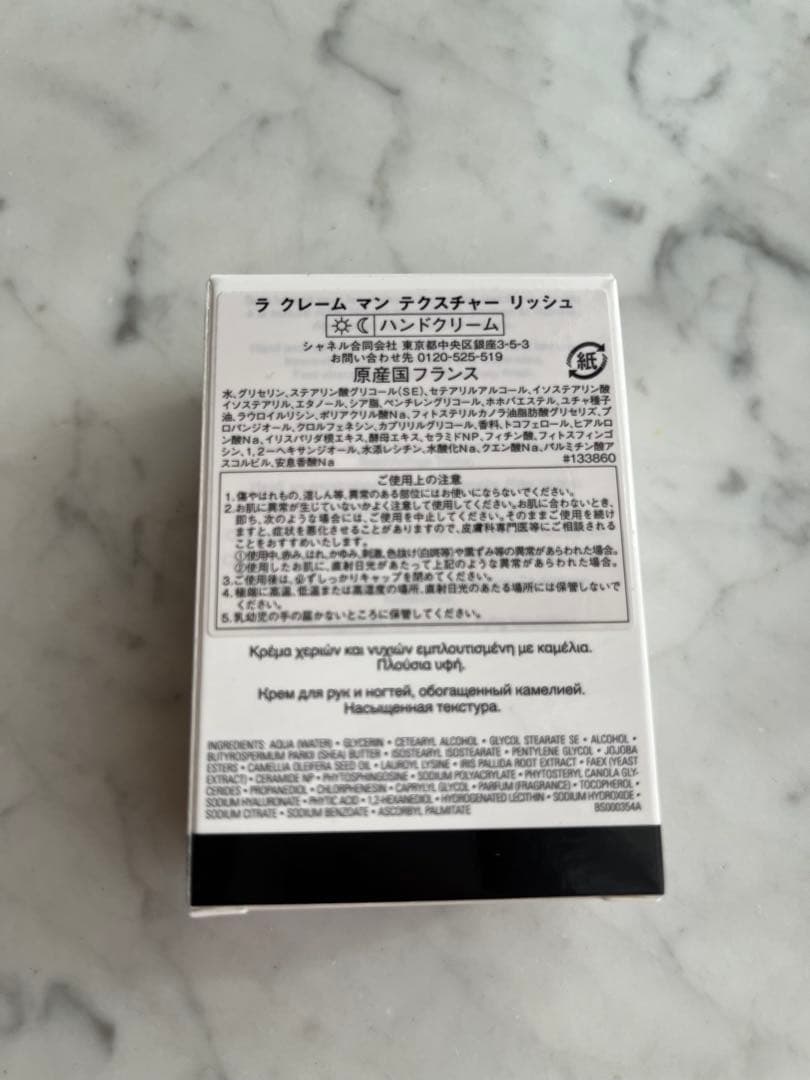 ラ クレーム マン テクスチャー リッシュ
ハンドクリーム
シャネル合同会社 東京都中央区銀座3-5-3
お問い合わせ先 0120-525-519
紙
原産国フランス
水、グリセリン、ステアリン酸グリコール(SE)、セテアリルアルコール、イソステアリン酸
イソステアリル、エタノール、シア脂、ペンチレングリコール、ホホバエステル、ユチャ種子
油、ラウロイルリシン、ポリアクリル酸Na、フィトステリルカノラ油脂肪酸グリセリズ、プ
ロパンジオール、クロルフェネシン、カプリリルグリコール、香料、トコフェロール、ヒアルロ
ン酸Na、イリスパリダ根エキス、酵母エキス、セラミドNP、フィチン酸、フィトスフィンゴ
シン、1,2-ヘキサンジオール、水添レシチン、水酸化Na、クエン酸Na、パルミチン酸ア
スコルビル、安息香酸Na
#133860
ご使用上の注意
1.傷やはれもの、湿しん等、異常のある部位にはお使いにならないでください。
2.お肌に異常が生じていないかよく注意して使用してください。お肌に合わないとき、
即ち、次のような場合には、ご使用を中止してください。そのままご使用を続け
ますと、症状を悪化させることがありますので、皮膚科専門医等にご相談される
ことをおすすめいたします。
①使用中、赤み、はれ、かゆみ、刺激、色抜け(白斑等)や黒ずみ等の異常があらわれた場合。
②使用したお肌に、直射日光があたって上記のような異常があらわれた場合。
3.ご使用後は、必ずしっかりキャップを閉めてください。
4.極端に高温、低温または高湿度の場所、直射日光のあたる場所には保管しないで
ください。
5.乳幼児の手の届かないところに保管してください。
Κρέμα χεριών και νυχιών εμπλουτισμένη με καμέλια.
Πλούσια υφή.
Крем для рук и ногтей, обогащенный камелией.
Насыщенная текстура.
INGREDIENTS: AQUA (WATER) • GLYCERIN • CETEARYL ALCOHOL • GLYCOL STEARATE SE • ALCOHOL •
BUTYROSPERMUM PARKII (SHEA) BUTTER • ISOSTEARYL ISOSTEARATE • PENTYLENE GLYCOL • JOJOBA
ESTERS • CAMELLIA OLEIFERA SEED OIL • LAUROYL LYSINE • IRIS PALLIDA ROOT EXTRACT • FAEX (YEAST
EXTRACT) • CERAMIDE NP • PHYTOSPHINGOSINE • SODIUM POLYACRYLATE • PHYTOSTERYL CANOLA GLY-
CERIDES • PROPANEDIOL • CHLORPHENESIN • CAPRYLYL GLYCOL • PARFUM (FRAGRANCE) • TOCOPHEROL •
SODIUM HYALURONATE • PHYTIC ACID • 1,2-HEXANEDIOL • HYDROGENATED LECITHIN • SODIUM HYDROXIDE •
SODIUM CITRATE • SODIUM BENZOATE • ASCORBYL PALMITATE
BS000354A